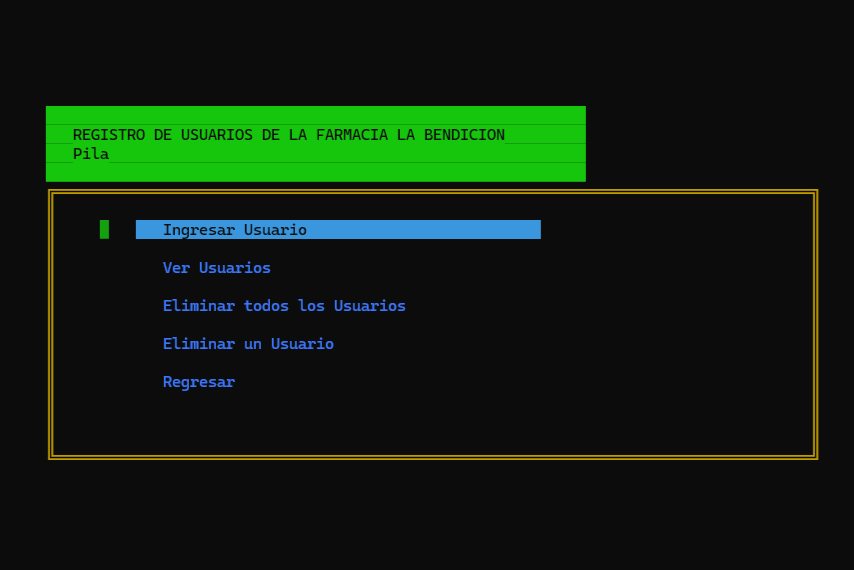 REGISTRO DE USUARIOS DE LA FARMACIA LA BENDICION
Pila
Ingresar Usuario
Ver Usuarios
Eliminar todos los Usuarios
Eliminar un Usuario
Regresar